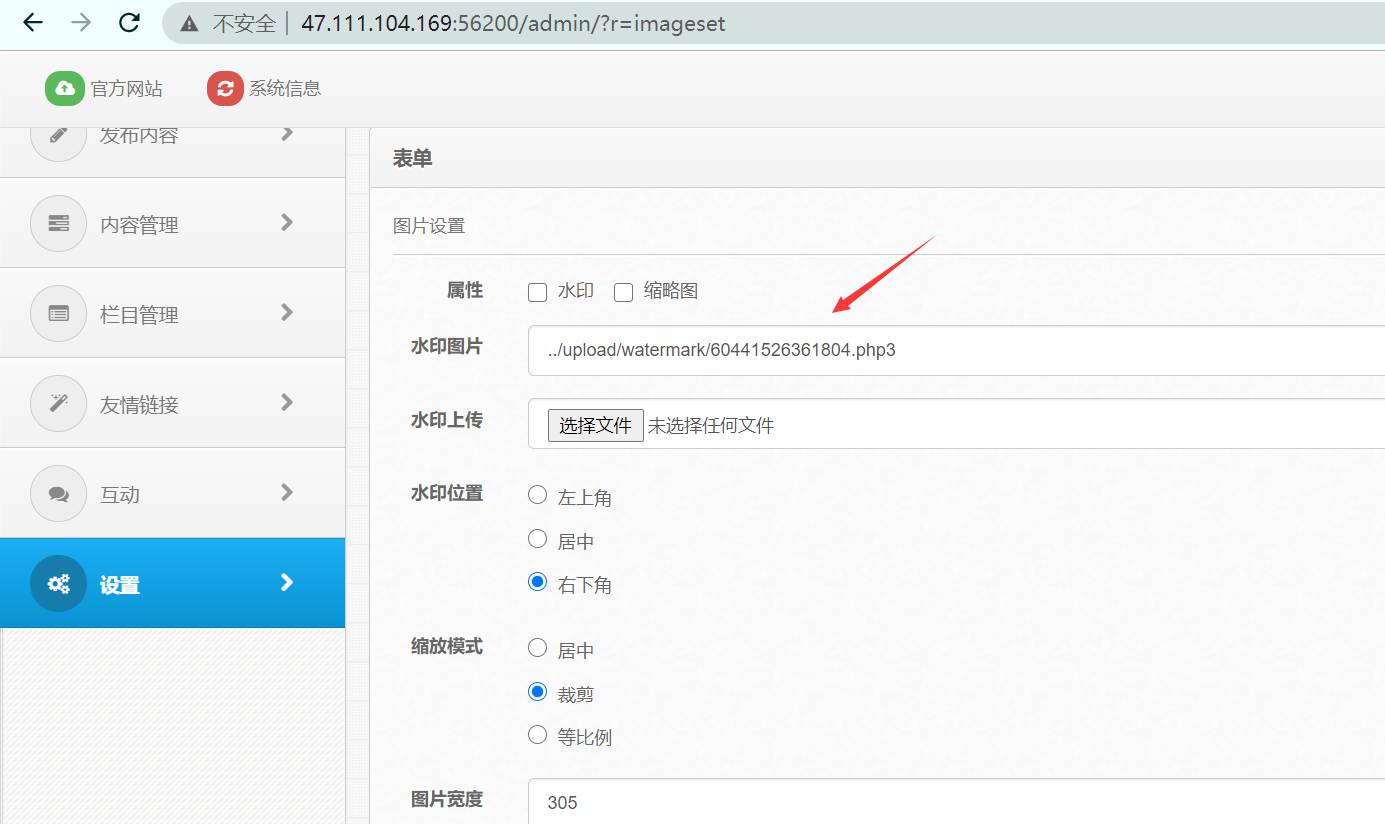 不安全 47.111.104.169:56200/admin/?r=imageset
官方网站 系统信息
发布内容
内容管理
栏目管理
友情链接
互动
设置
表单
图片设置
属性 水印 缩略图
水印图片 ../upload/watermark/60441526361804.php3
水印上传 选择文件 未选择任何文件
水印位置 左上角
居中
右下角
缩放模式 居中
裁剪
等比例
图片宽度 305